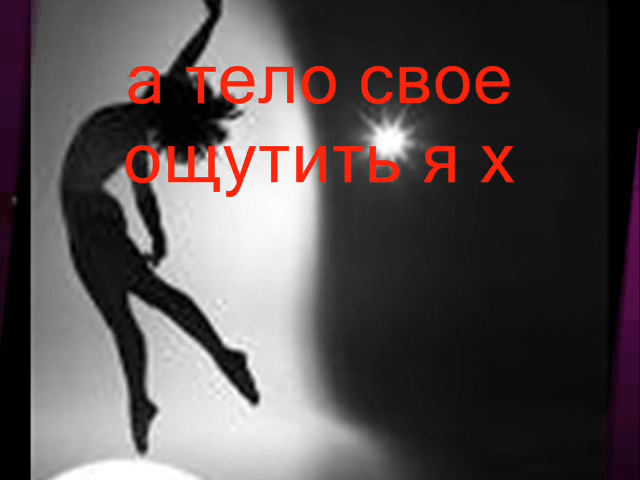 а тело свое
ощутить я х